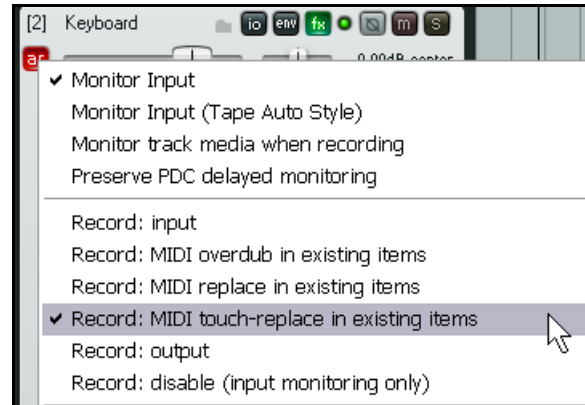 [2] Keyboard io env fx m s
ar 0.00dB center
Monitor Input
Monitor Input (Tape Auto Style)
Monitor track media when recording
Preserve PDC delayed monitoring
Record: input
Record: MIDI overdub in existing items
Record: MIDI replace in existing items
Record: MIDI touch-replace in existing items
Record: output
Record: disable (input monitoring only)